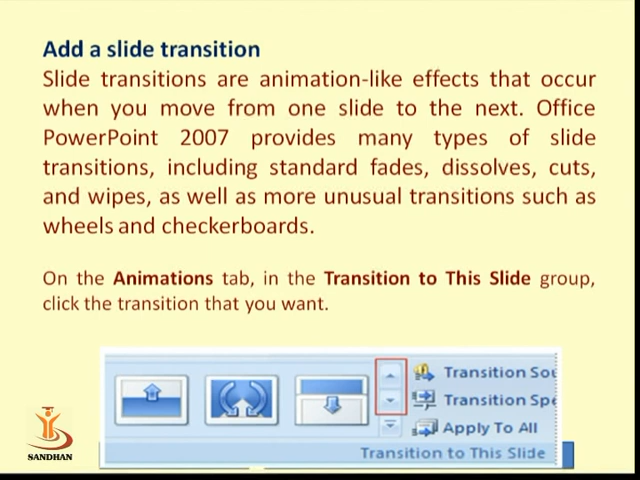 Add a slide transition
Slide transitions are animation-like effects that occur
when you move from one slide to the next. Office
PowerPoint 2007 provides many types of slide
transitions, including standard fades, dissolves, cuts,
and wipes, as well as more unusual transitions such as
wheels and checkerboards.
On the Animations tab, in the Transition to This Slide group,
click the transition that you want.
Transition Sou
Transition Spe
Apply To All
Transition to This Slide
SANDHAN